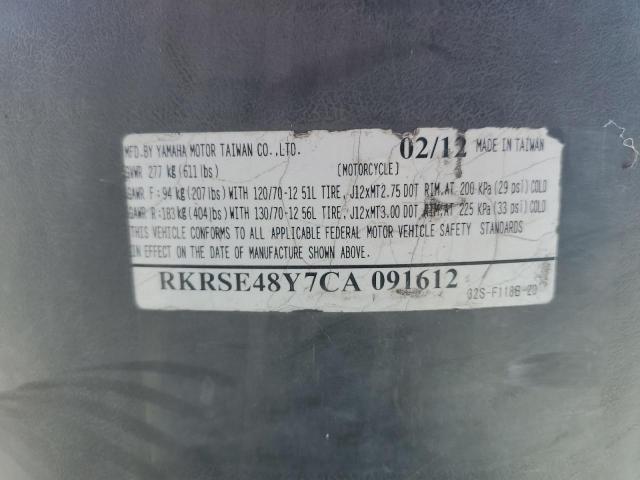 MFD.BY YAMAHA MOTOR TAIWAN CO.,LTD. 02/12 MADE IN TAIWAN
GVWR 277 kg (611 lbs) [MOTORCYCLE]
GAWR F : 94 kg (207 lbs) WITH 120/70-12 51L TIRE, J12xMT2.75 DOT RIM.AT 200 KPa (29 psi) COLD
GAWR R : 183 kg (404 lbs) WITH 130/70-12 56L TIRE, J12xMT3.00 DOT RIM.AT 225 KPa (33 psi) COLD
THIS VEHICLE CONFORMS TO ALL APPLICABLE FEDERAL MOTOR VEHICLE SAFETY STANDARDS
IN EFFECT ON THE DATE OF MANUFACTURE SHOWN ABOVE.
RKRSE48Y7CA 091612 32S-F118B-20